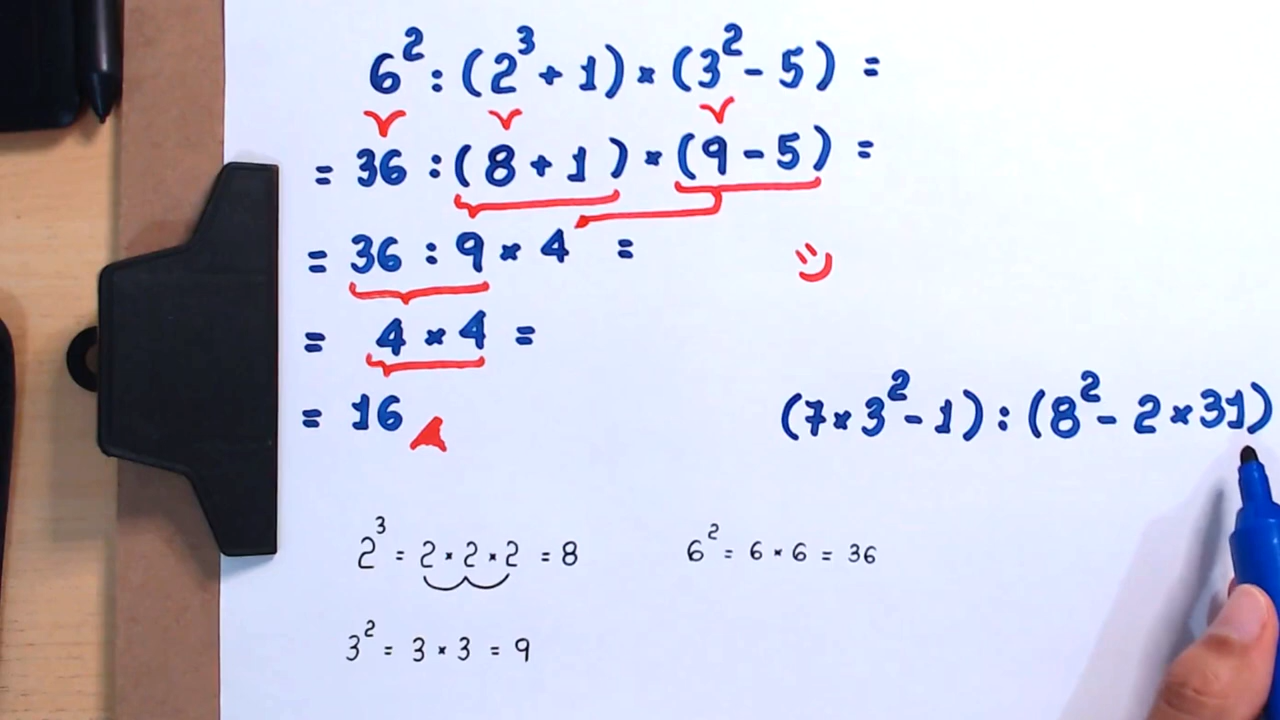 6² : (2³ + 1) × (3² - 5) =
= 36 : (8 + 1) × (9 - 5) =
= 36 : 9 × 4 =
= 4 × 4 =
= 16
(7 × 3² - 1) : (8² - 2 × 31)
2³ = 2 × 2 × 2 = 8
6² = 6 × 6 = 36
3² = 3 × 3 = 9